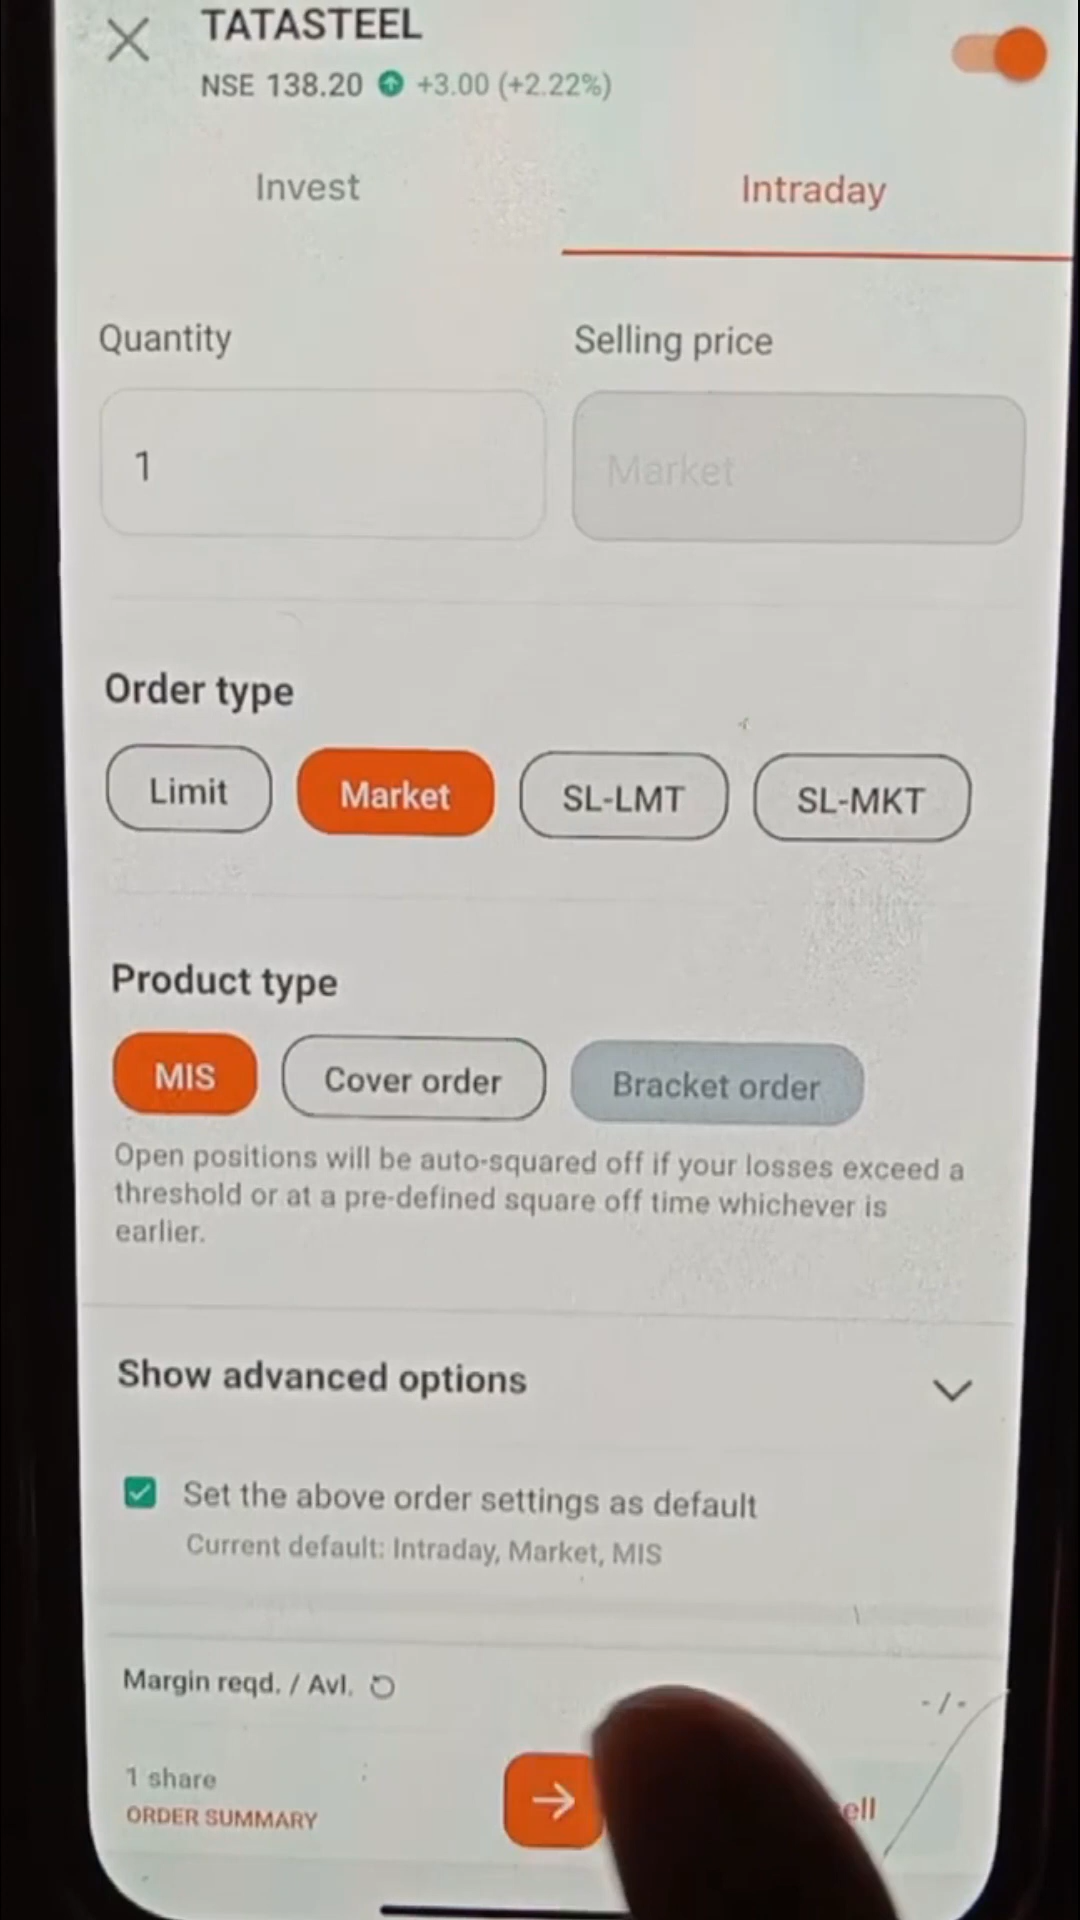 TATASTEEL
NSE 138.20 +3.00 (+2.22%)
Invest
Intraday
Quantity
Selling price
1
Market
Order type
Limit
Market
SL-LMT
SL-MKT
Product type
MIS
Cover order
Bracket order
Open positions will be auto-squared off if your losses exceed a
threshold or at a pre-defined square off time whichever is
earlier.
Show advanced options
Set the above order settings as default
Current default: Intraday, Market, MIS
Margin reqd. / Avl.
- / -
1 share
ORDER SUMMARY